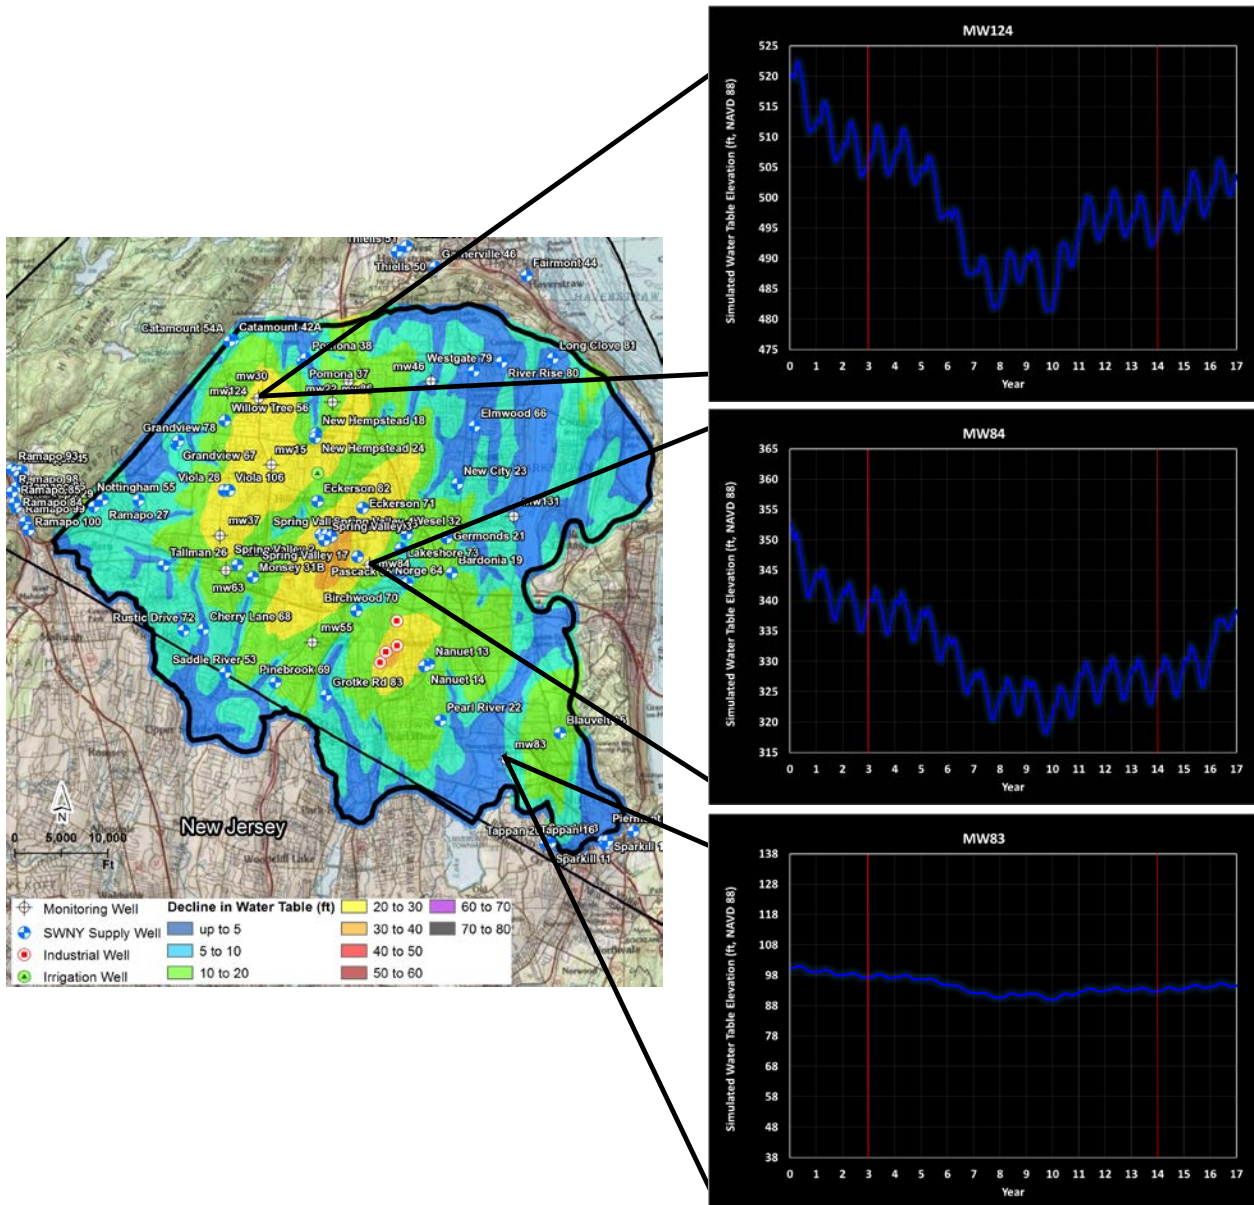 MW124
Simulated Water Table Elevation (ft, NAVD 88)
525
520
515
510
505
500
495
490
485
480
475
0 1 2 3 4 5 6 7 8 9 10 11 12 13 14 15 16 17
Year
MW84
Simulated Water Table Elevation (ft, NAVD 88)
365
360
355
350
345
340
335
330
325
320
315
0 1 2 3 4 5 6 7 8 9 10 11 12 13 14 15 16 17
Year
MW83
Simulated Water Table Elevation (ft, NAVD 88)
138
128
118
108
98
88
78
68
58
48
38
0 1 2 3 4 5 6 7 8 9 10 11 12 13 14 15 16 17
Year
Thiells 50
Fairmont 44
Catamount 54A
Catamount 42A
Pomona 38
Long Clove 81
Westgate 79
mw46
River Rise 80
mw30
Pomona 37
mw124
Willow Tree 56
Elmwood 66
New Hempstead 18
Grandview 78
New Hempstead 24
mw15
Grandview 67
New City 23
Ramapo 93
Viola 28
Viola 106
Nottingham 55
Eckerson 82
Eckerson 71
Ramapo 84
Ramapo 27
Ramapo 100
mw37
Germonds 21
Tallman 26
Spring Valley 17
Lakeshore 73
Bardonia 19
mw84
Monsey 31B
Norge 64
mw63
Birchwood 70
Rustic Drive 72
Cherry Lane 68
mw55
Nanuet 13
Saddle River 53
Pinebrook 69
Nanuet 14
Grotke Rd 83
Pearl River 22
mw83
Sparkill 11
New Jersey
N
0 5,000 10,000
Ft
Monitoring Well
SWNY Supply Well
Industrial Well
Irrigation Well
Decline in Water Table (ft)
up to 5
5 to 10
10 to 20
20 to 30
30 to 40
40 to 50
50 to 60
60 to 70
70 to 80